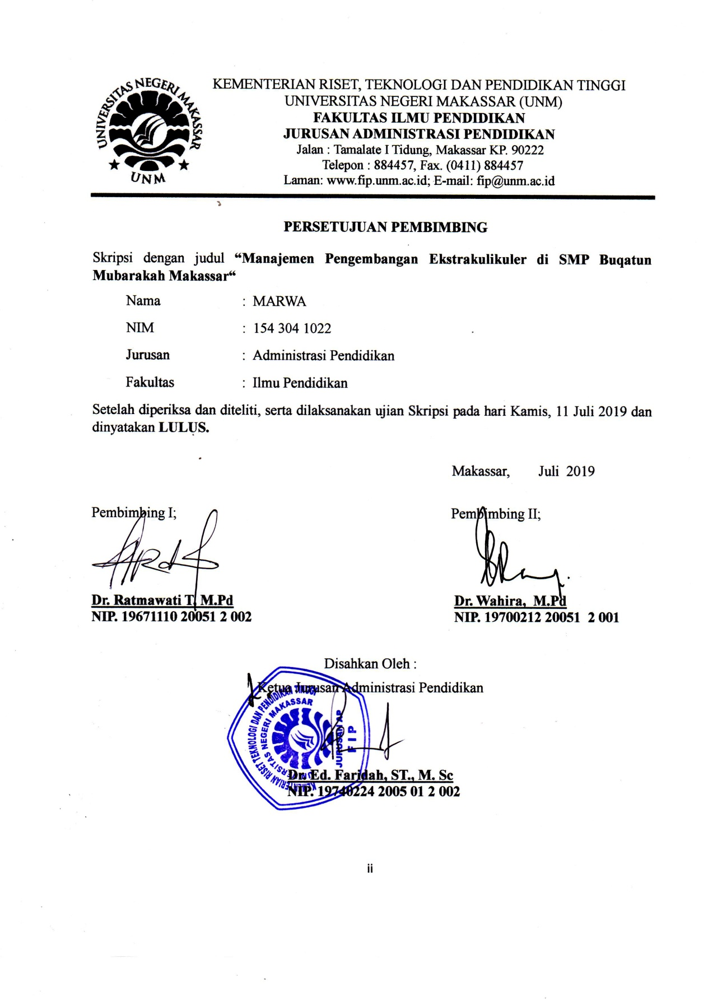 UNIVERSITAS NEGERI MAKASSAR
UNM
KEMENTERIAN RISET, TEKNOLOGI DAN PENDIDIKAN TINGGI
UNIVERSITAS NEGERI MAKASSAR (UNM)
FAKULTAS ILMU PENDIDIKAN
JURUSAN ADMINISTRASI PENDIDIKAN
Jalan : Tamalate I Tidung, Makassar KP. 90222
Telepon : 884457, Fax. (0411) 884457
Laman: www.fip.unm.ac.id; E-mail: fip@unm.ac.id
PERSETUJUAN PEMBIMBING
Skripsi dengan judul “Manajemen Pengembangan Ekstrakulikuler di SMP Buqatun
Mubarakah Makassar“
Nama : MARWA
NIM : 154 304 1022
Jurusan : Administrasi Pendidikan
Fakultas : Ilmu Pendidikan
Setelah diperiksa dan diteliti, serta dilaksanakan ujian Skripsi pada hari Kamis, 11 Juli 2019 dan
dinyatakan LULUS.
Makassar, Juli 2019
Pembimbing I; Pembimbing II;
Dr. Ratmawati T, M.Pd Dr. Wahira, M.Pd
NIP. 19671110 20051 2 002 NIP. 19700212 20051 2 001
Disahkan Oleh :
Ketua Jurusan Administrasi Pendidikan
KEMENTERIAN RISET TEKNOLOGI DAN PENDIDIKAN TINGGI
UNIVERSITAS NEGERI MAKASSAR
JURUSAN AP
FIP
Dr. Ed. Faridah, ST., M. Sc
NIP. 19740224 2005 01 2 002
ii